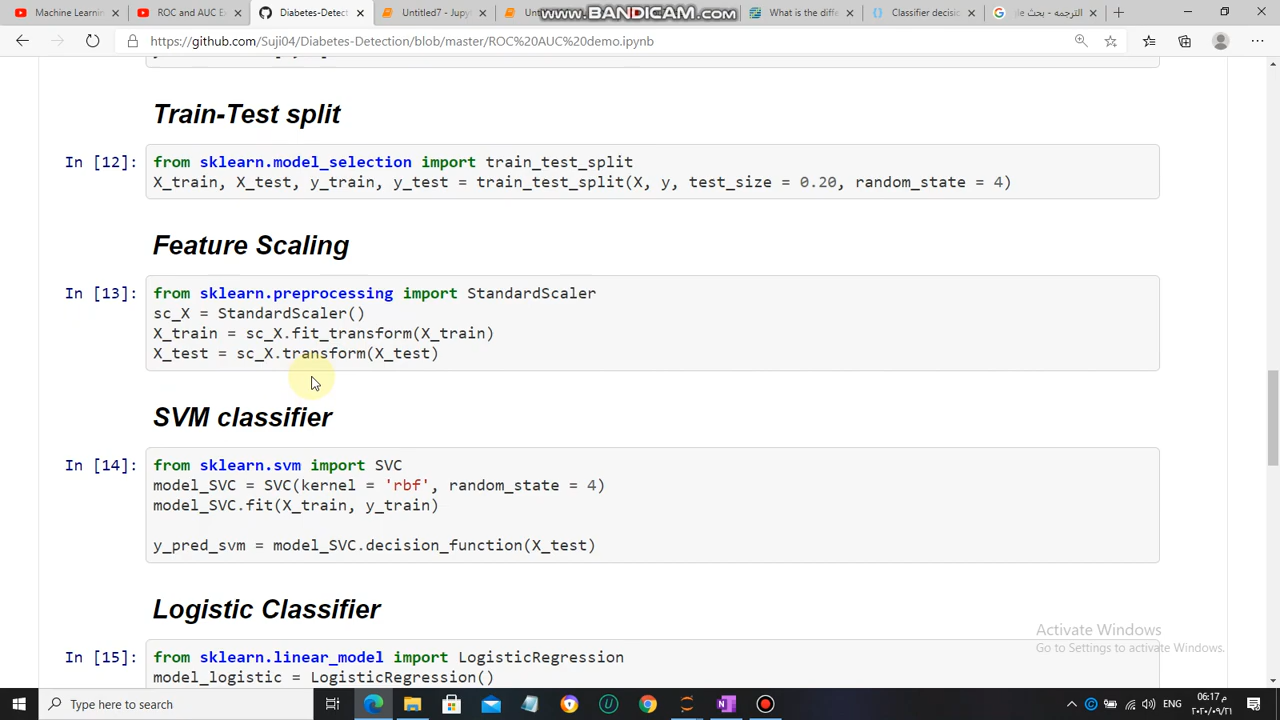 Machine Learnin
ROC and AUC E
Diabetes-Detect
Untitled7 - Jupy
Unt
www.BANDICAM.com
What is the diffe
Classifier decisio
الترجمه - بحث
https://github.com/Suji04/Diabetes-Detection/blob/master/ROC%20AUC%20demo.ipynb
Train-Test split
In [12]:
from sklearn.model_selection import train_test_split
X_train, X_test, y_train, y_test = train_test_split(X, y, test_size = 0.20, random_state = 4)
Feature Scaling
In [13]:
from sklearn.preprocessing import StandardScaler
sc_X = StandardScaler()
X_train = sc_X.fit_transform(X_train)
X_test = sc_X.transform(X_test)
SVM classifier
In [14]:
from sklearn.svm import SVC
model_SVC = SVC(kernel = 'rbf', random_state = 4)
model_SVC.fit(X_train, y_train)
y_pred_svm = model_SVC.decision_function(X_test)
Logistic Classifier
In [15]:
from sklearn.linear_model import LogisticRegression
model_logistic = LogisticRegression()
Activate Windows
Go to Settings to activate Windows.
Type here to search
ENG
06:17 م